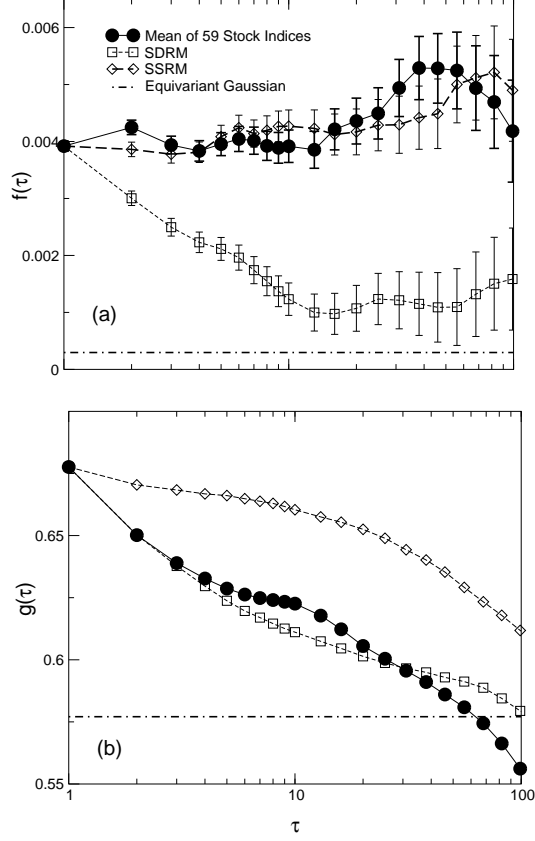 0.006
Mean of 59 Stock Indices
SDRM
SSRM
Equivariant Gaussian
0.004
f(τ)
0.002
(a)
0
0.65
g(τ)
0.6
(b)
0.55
1 10 100
τ